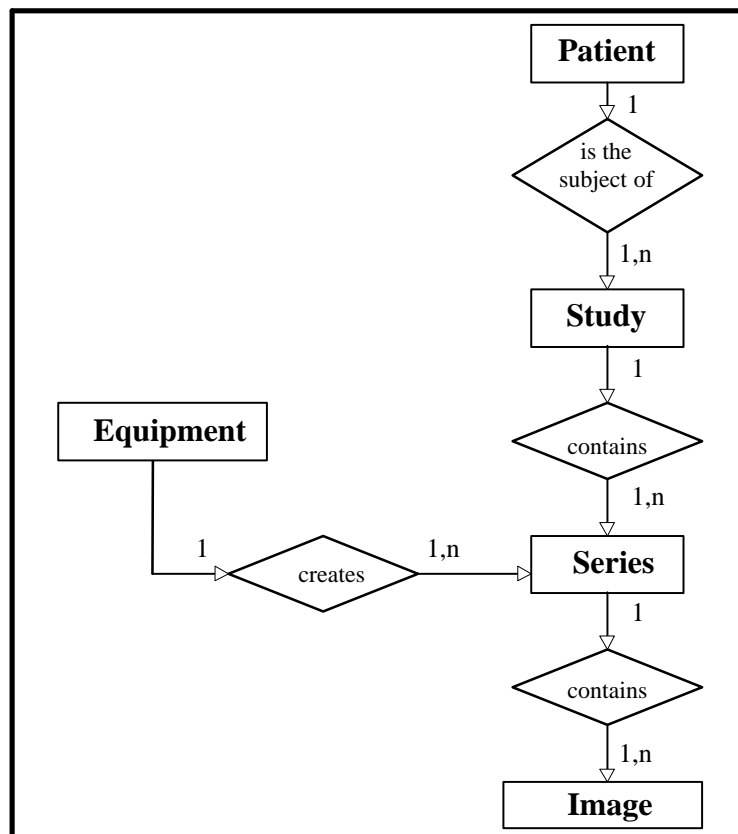 Patient
1
is the
subject of
1,n
Study
1
Equipment
contains
1,n
1
1,n
creates
Series
1
contains
1,n
Image